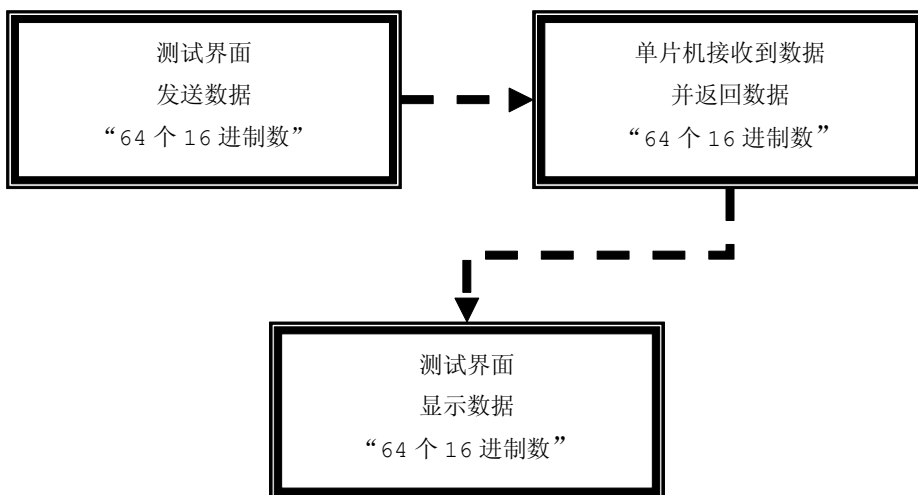 测试界面
发送数据
“64 个 16 进制数”
单片机接收到数据
并返回数据
“64 个 16 进制数”
测试界面
显示数据
“64 个 16 进制数”